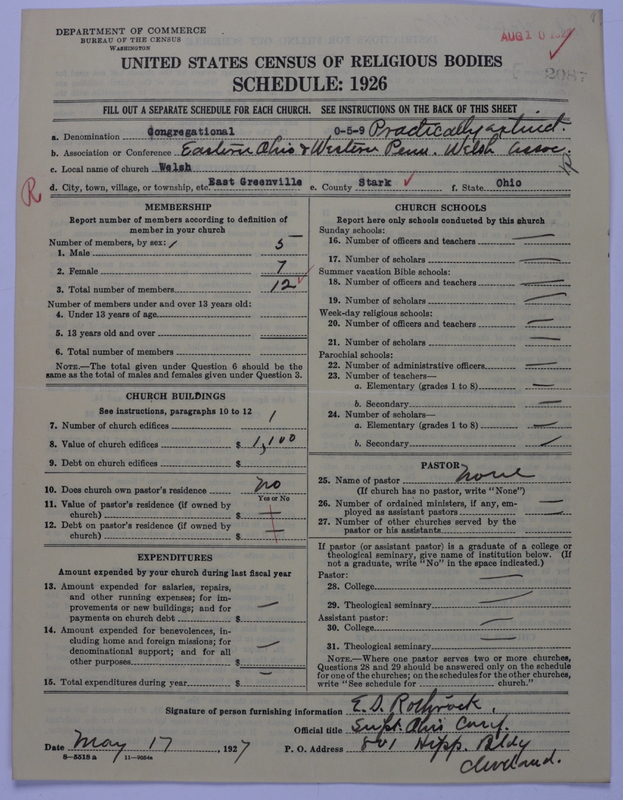 DEPARTMENT OF COMMERCE
BUREAU OF THE CENSUS
WASHINGTON
AUG 10
UNITED STATES CENSUS OF RELIGIOUS BODIES
SCHEDULE: 1926
2087
FILL OUT A SEPARATE SCHEDULE FOR EACH CHURCH. SEE INSTRUCTIONS ON THE BACK OF THIS SHEET
a. Denomination Congregational 0-5-9 Practically extinct.
b. Association or Conference Eastern Ohio & Western Penn. Welsh Assoc.
c. Local name of church Welsh
d. City, town, village, or township, etc. East Greenville e. County Stark f. State Ohio
R
MEMBERSHIP
Report number of members according to definition of
member in your church
Number of members, by sex:
1. Male 5
2. Female 7
3. Total number of members 12
Number of members under and over 13 years old:
4. Under 13 years of age
5. 13 years old and over
6. Total number of members
NOTE.—The total given under Question 6 should be the
same as the total of males and females given under Question 3.
CHURCH BUILDINGS
See instructions, paragraphs 10 to 12
7. Number of church edifices 1
8. Value of church edifices $ 1,100
9. Debt on church edifices $
10. Does church own pastor's residence No
Yes or No
11. Value of pastor's residence (if owned by
church) $ —
12. Debt on pastor's residence (if owned by
church) $ —
EXPENDITURES
Amount expended by your church during last fiscal year
13. Amount expended for salaries, repairs,
and other running expenses; for im-
provements or new buildings; and for
payments on church debt $ —
14. Amount expended for benevolences, in-
cluding home and foreign missions; for
denominational support; and for all
other purposes $ —
15. Total expenditures during year $ —
CHURCH SCHOOLS
Report here only schools conducted by this church
Sunday schools:
16. Number of officers and teachers —
17. Number of scholars —
Summer vacation Bible schools:
18. Number of officers and teachers —
19. Number of scholars —
Week-day religious schools:
20. Number of officers and teachers —
21. Number of scholars —
Parochial schools:
22. Number of administrative officers —
23. Number of teachers—
a. Elementary (grades 1 to 8) —
b. Secondary —
24. Number of scholars—
a. Elementary (grades 1 to 8) —
b. Secondary —
PASTOR
25. Name of pastor None
(If church has no pastor, write "None")
26. Number of ordained ministers, if any, em-
ployed as assistant pastors —
27. Number of other churches served by the
pastor or his assistants —
If pastor (or assistant pastor) is a graduate of a college or
theological seminary, give name of institution below. (If
not a graduate, write "No" in the space indicated.)
Pastor:
28. College —
29. Theological seminary —
Assistant pastor:
30. College —
31. Theological seminary —
NOTE.—Where one pastor serves two or more churches,
Questions 28 and 29 should be answered only on the schedule
for one of the churches; on the schedules for the other churches,
write "See schedule for church."
Signature of person furnishing information E. S. Rothrock,
Official title Supt. Ohio Conf.
Date May 17, 1927 P. O. Address 801 Hipp. Bldg
Cleveland.
8—5518 a 11—9054a